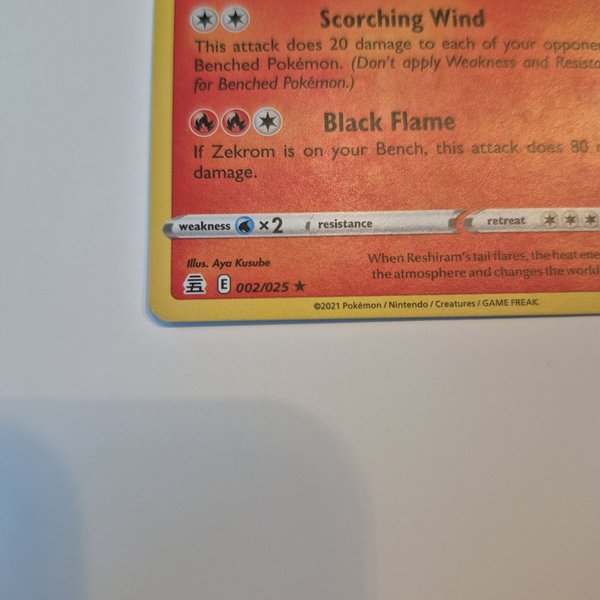 Scorching Wind
This attack does 20 damage to each of your
Benched Pokémon. (Don't apply Weakness and
for Benched Pokémon.)
Black Flame
If Zekrom is on your Bench, this attack does 80
damage.
weakness ×2 resistance retreat
Illus. Aya Kusube
When Reshiram's tail flares, the heat
E 002/025 ★
the atmosphere and changes the world
©2021 Pokémon / Nintendo / Creatures / GAME FREAK